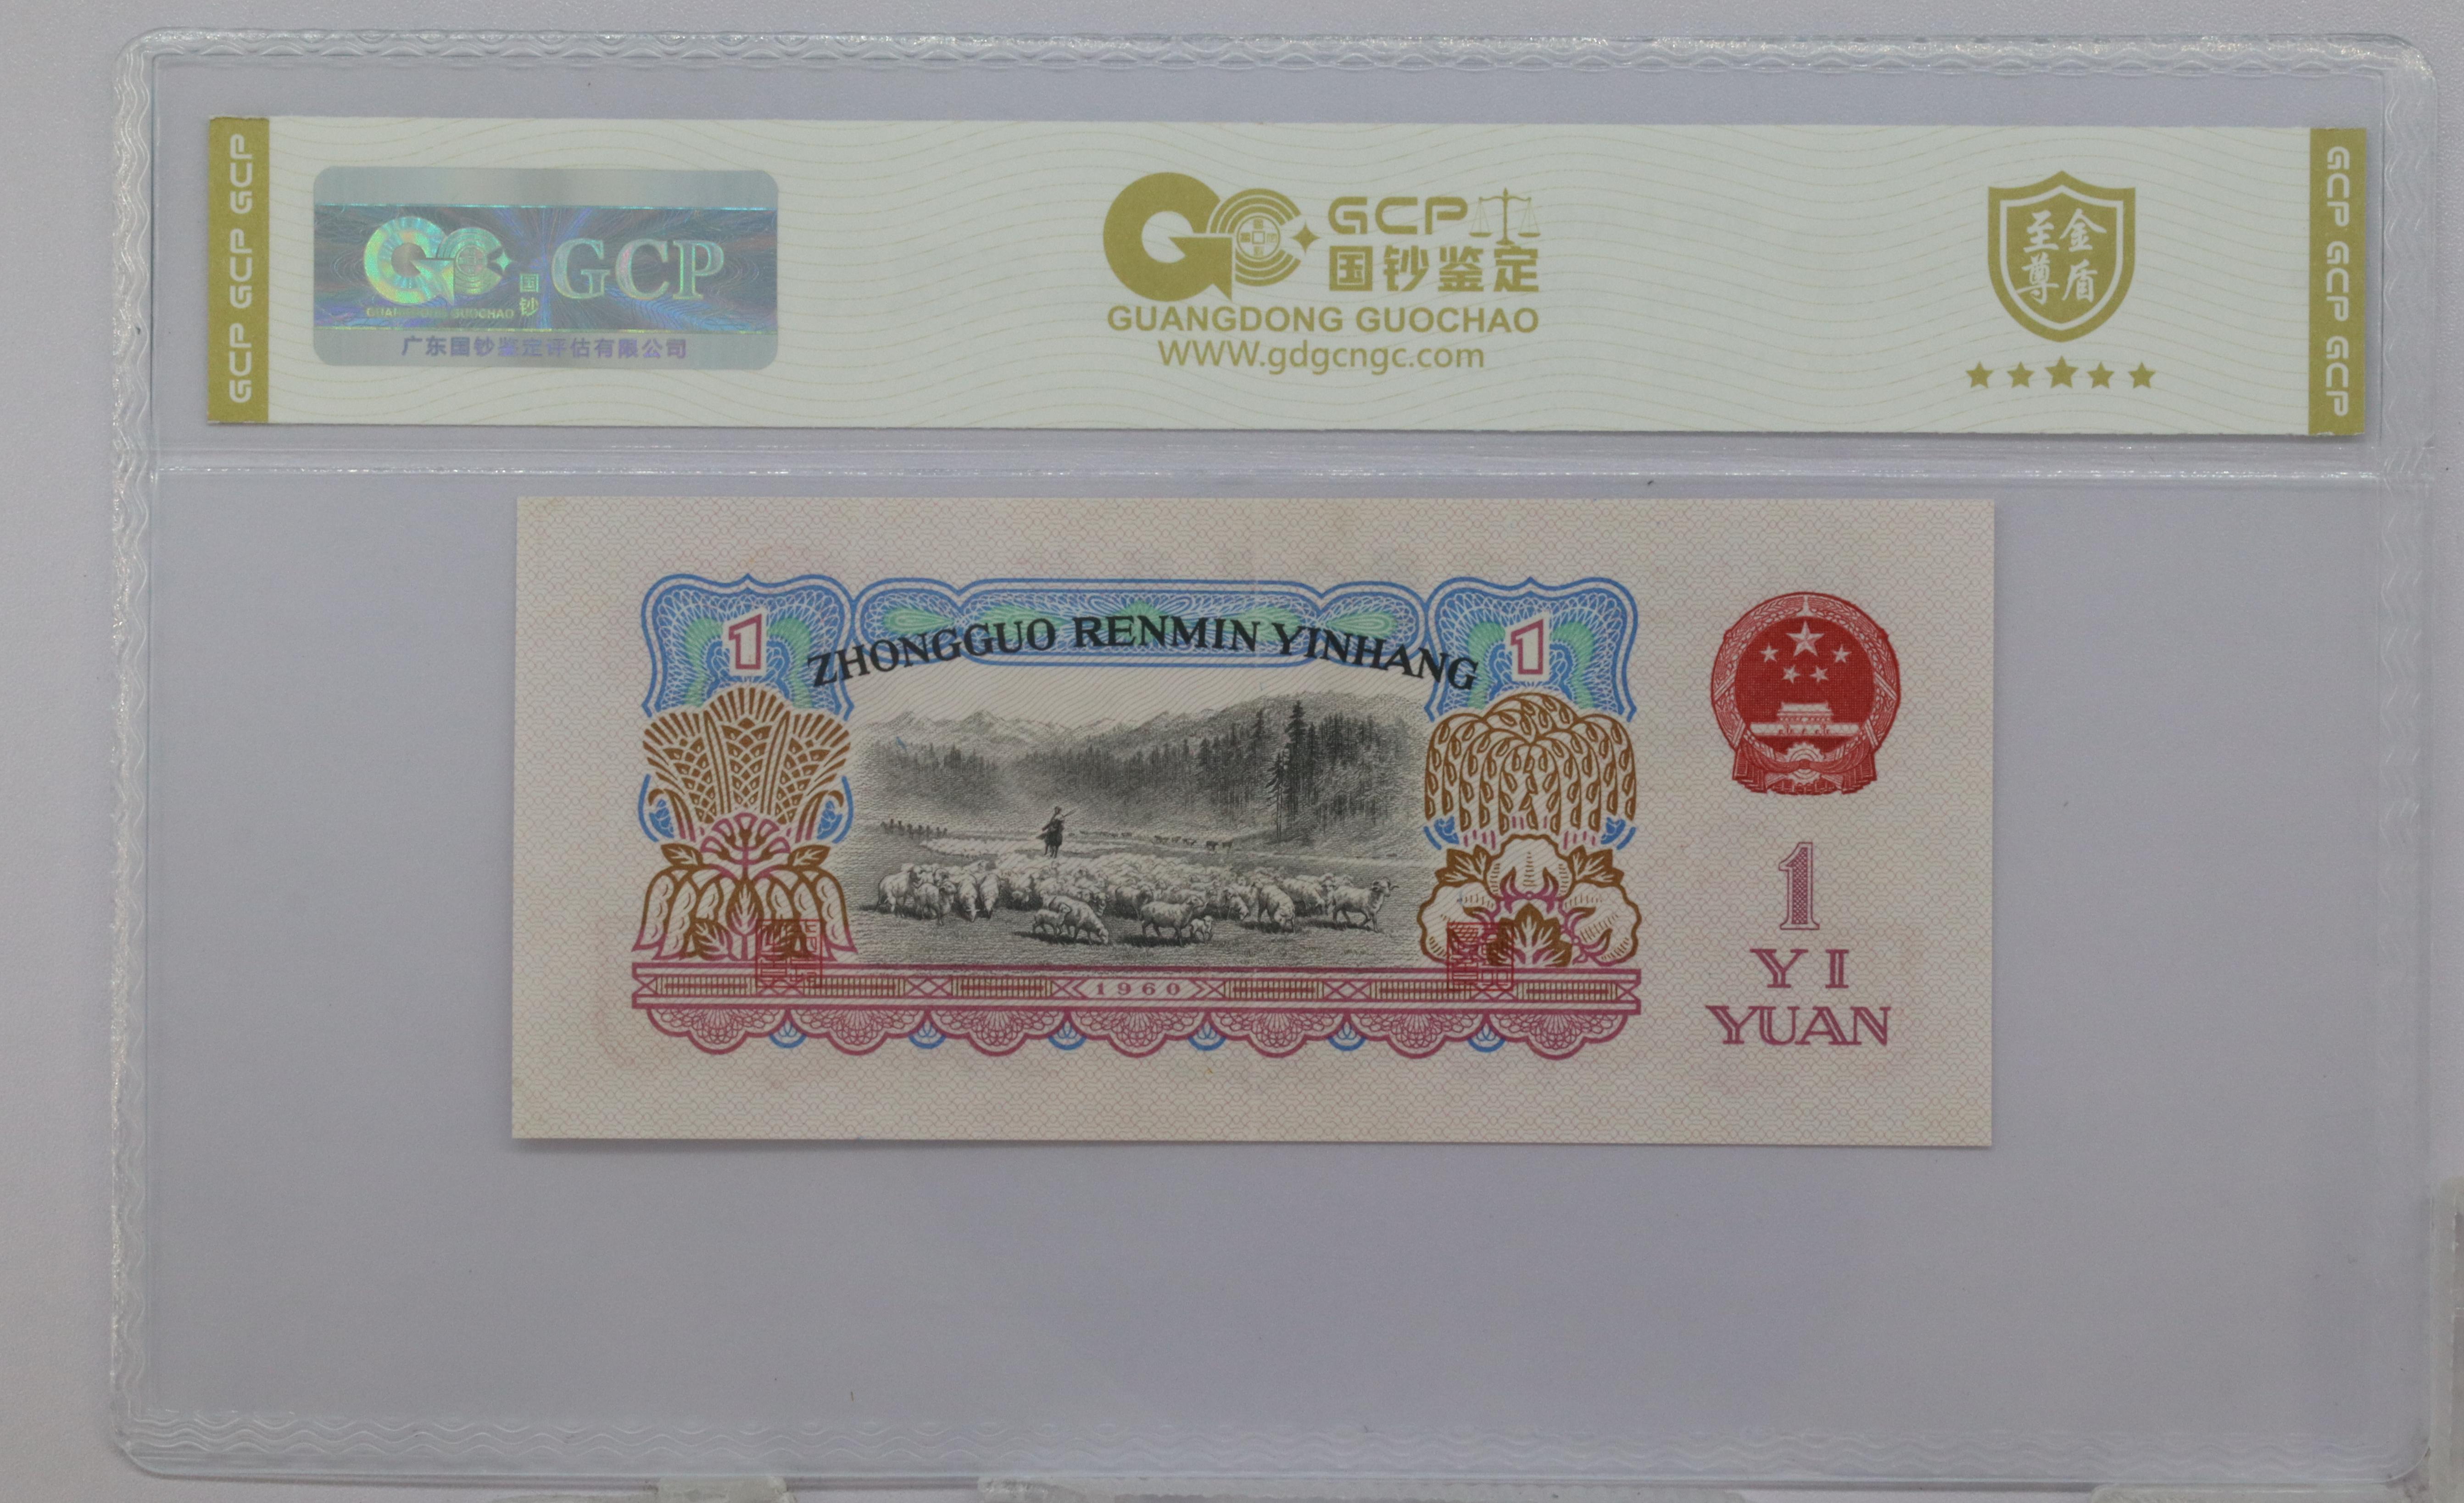 GCP GCP GCP
GCP
国钞
GUANGDONG GUOCHAO
广东国钞鉴定评估有限公司
GCP
国钞鉴定
GUANGDONG GUOCHAO
WWW.gdgcngc.com
至尊金盾
GCP GCP GCP
1
ZHONGGUO RENMIN YINHANG
1
1960
1
YI
YUAN